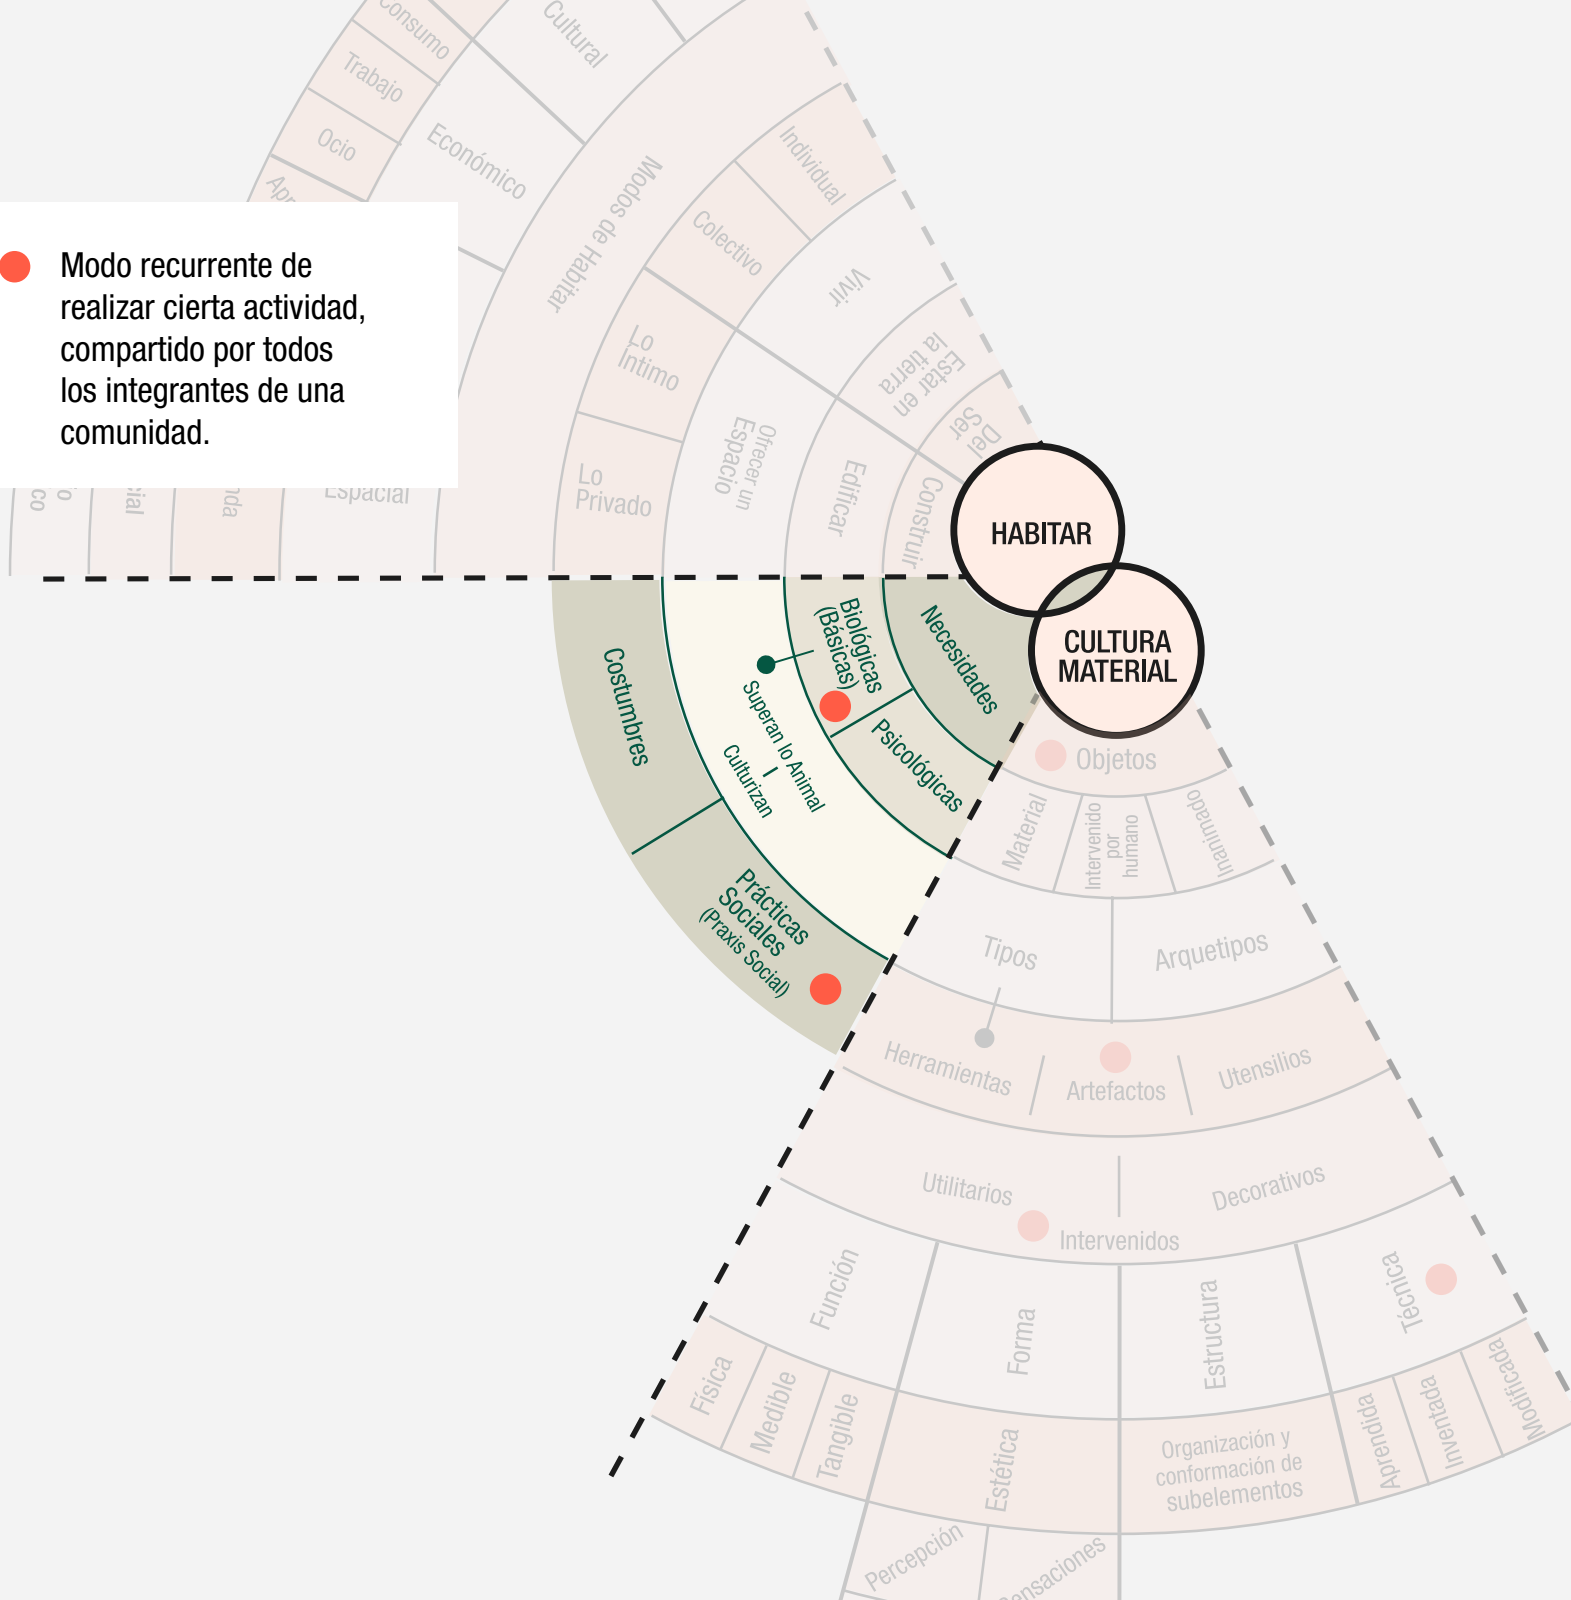 Consumo
Trabajo
Ocio
Cultural
Económico
Modos de Habitar
Individual
Colectivo
Vivir
Lo
Íntimo
Lo
Privado
Ofrecer un
Espacio
Estar en
la tierra
Edificar
Del
Ser
Construir
Espacial
Modo recurrente de
realizar cierta actividad,
compartido por todos
los integrantes de una
comunidad.
HABITAR
CULTURA
MATERIAL
Necesidades
Biológicas
(Básicas)
Psicológicas
Superan lo Animal
Culturizan
Costumbres
Prácticas
Sociales
(Praxis Social)
Objetos
Material
Intervenido
por
humano
Inanimado
Tipos
Arquetipos
Herramientas
Artefactos
Utensilios
Utilitarios
Decorativos
Intervenidos
Función
Forma
Estructura
Técnica
Física
Medible
Tangible
Estética
Organización y
conformación de
subelementos
Aprendida
Inventada
Modificada
Percepción